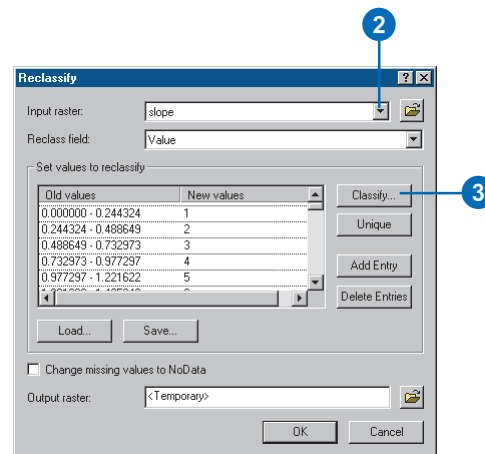 2
Reclassify
Input raster: slope
Reclass field: Value
Set values to reclassify
Old values New values
0.000000 - 0.244324 1
0.244324 - 0.488649 2
0.488649 - 0.732973 3
0.732973 - 0.977297 4
0.977297 - 1.221622 5
Classify...
3
Unique
Add Entry
Delete Entries
Load... Save...
Change missing values to NoData
Output raster: <Temporary>
OK Cancel